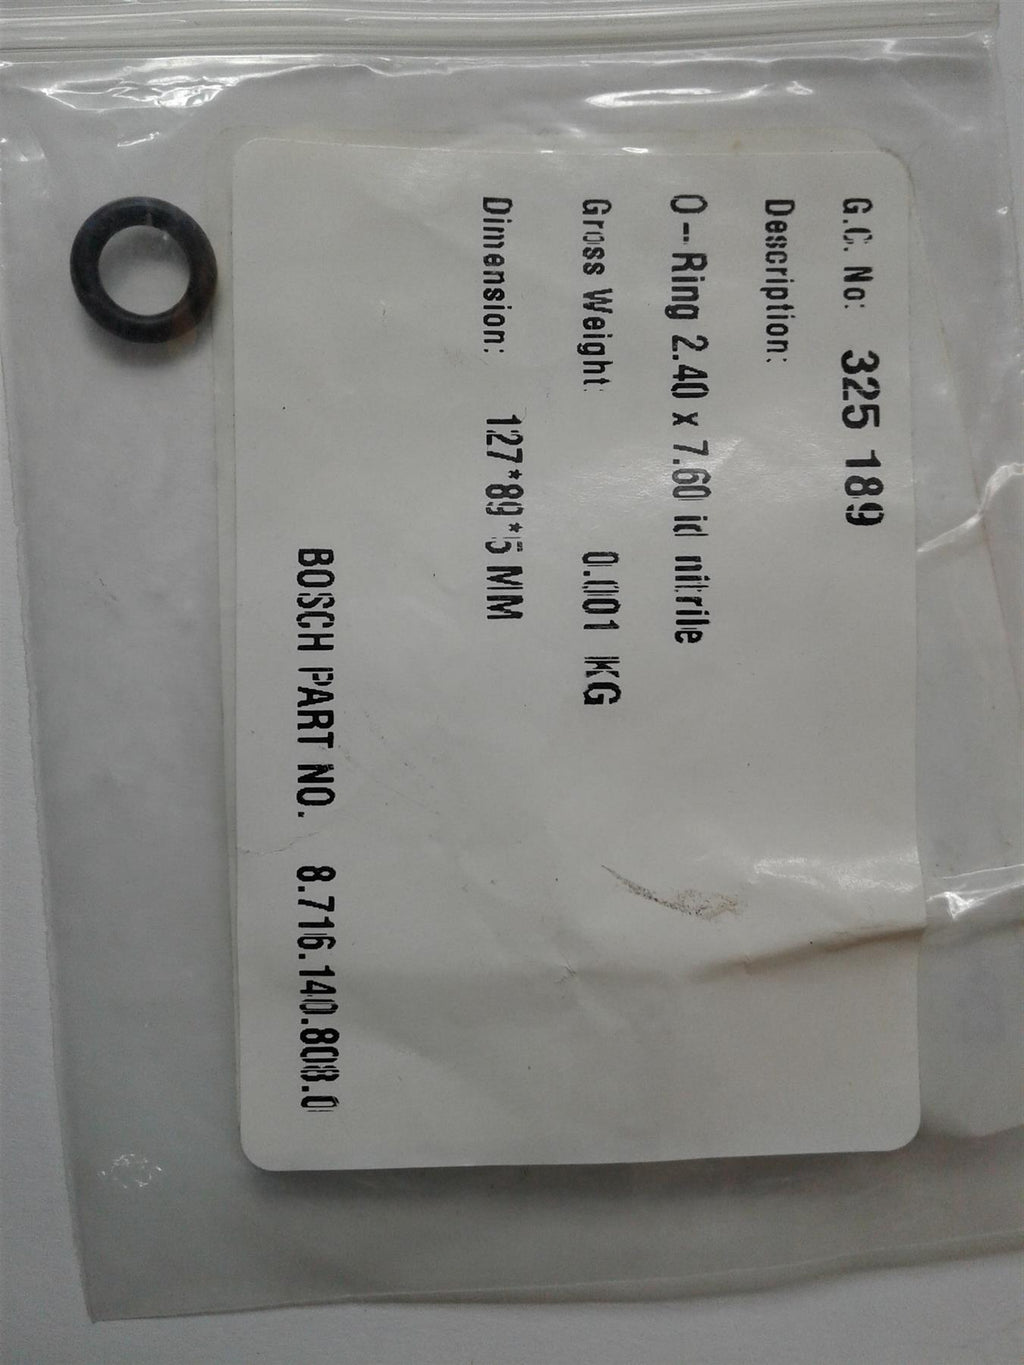 G.C. No: 325 189
Description:
O-Ring 2.40 x 7.60 id nitrile
Gross Weight: 0.001 KG
Dimension: 127*89*5 MM
BOSCH PART NO. 8.716.140.808.0